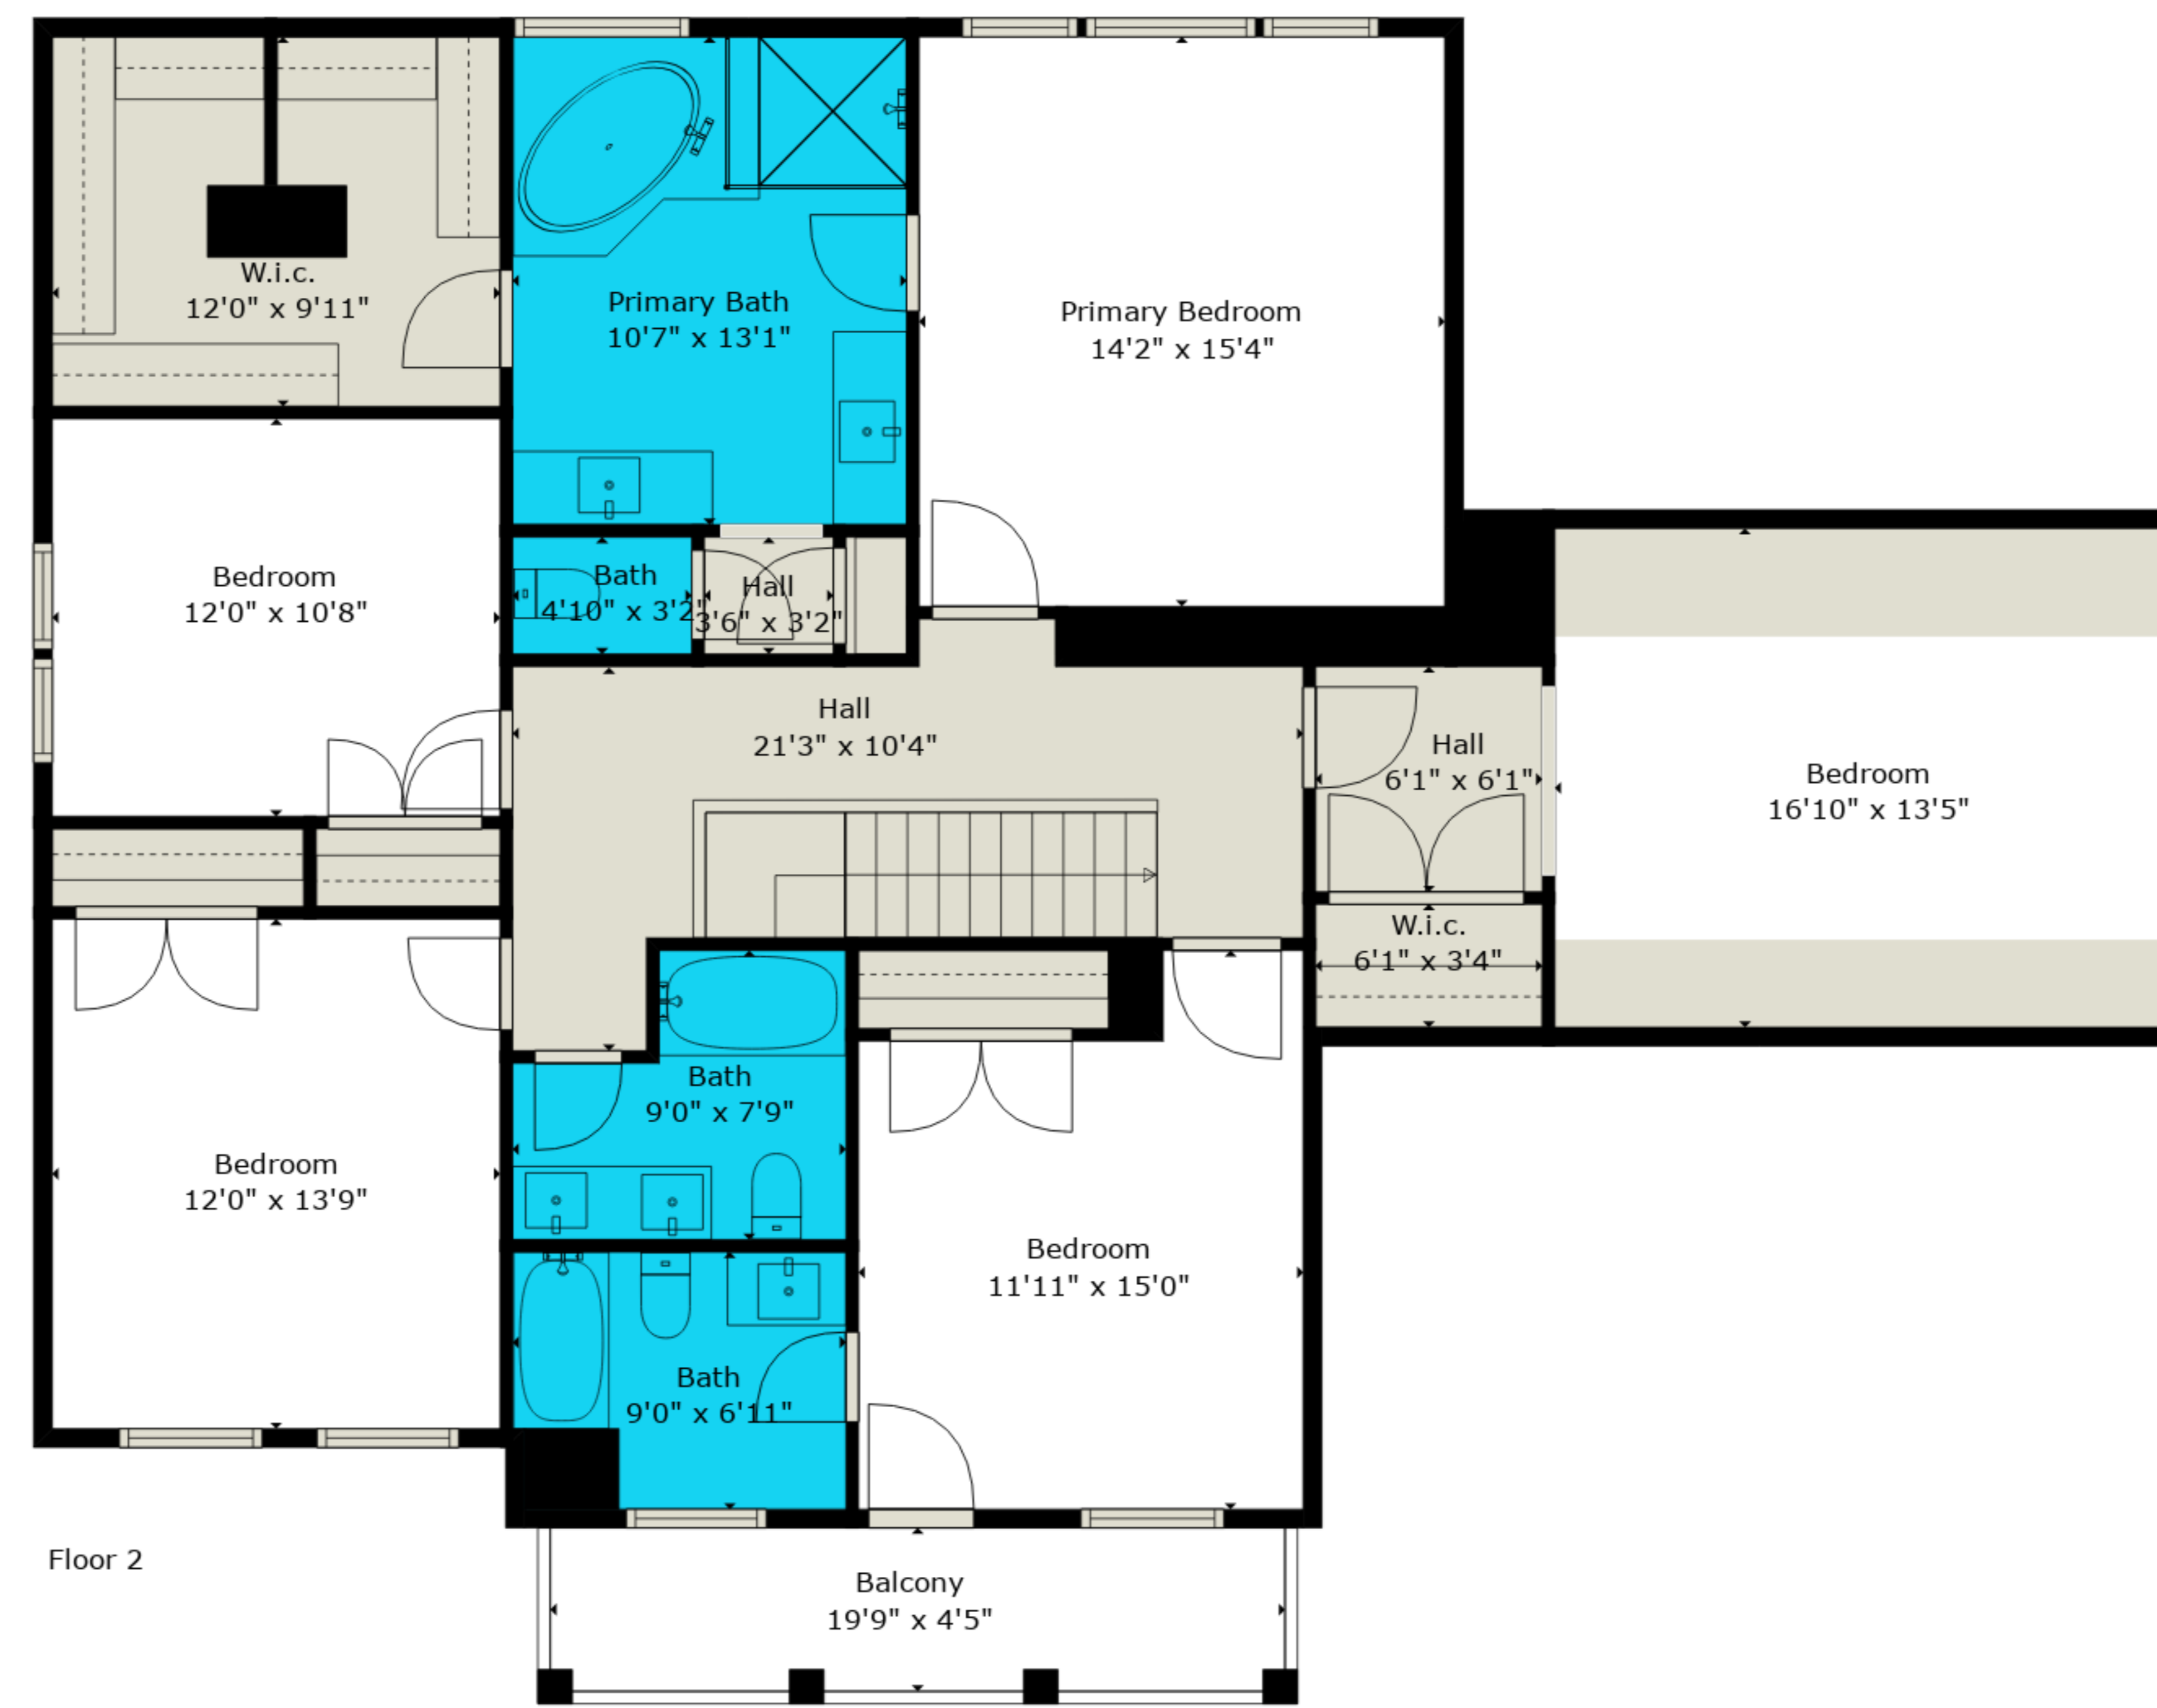 W.i.c.
12'0" x 9'11"
Primary Bath
10'7" x 13'1"
Primary Bedroom
14'2" x 15'4"
Bedroom
12'0" x 10'8"
Bath
4'10" x 3'2"
Hall
3'6" x 3'2"
Hall
21'3" x 10'4"
Hall
6'1" x 6'1"
Bedroom
16'10" x 13'5"
W.i.c.
6'1" x 3'4"
Bath
9'0" x 7'9"
Bedroom
12'0" x 13'9"
Bedroom
11'11" x 15'0"
Bath
9'0" x 6'11"
Floor 2
Balcony
19'9" x 4'5"